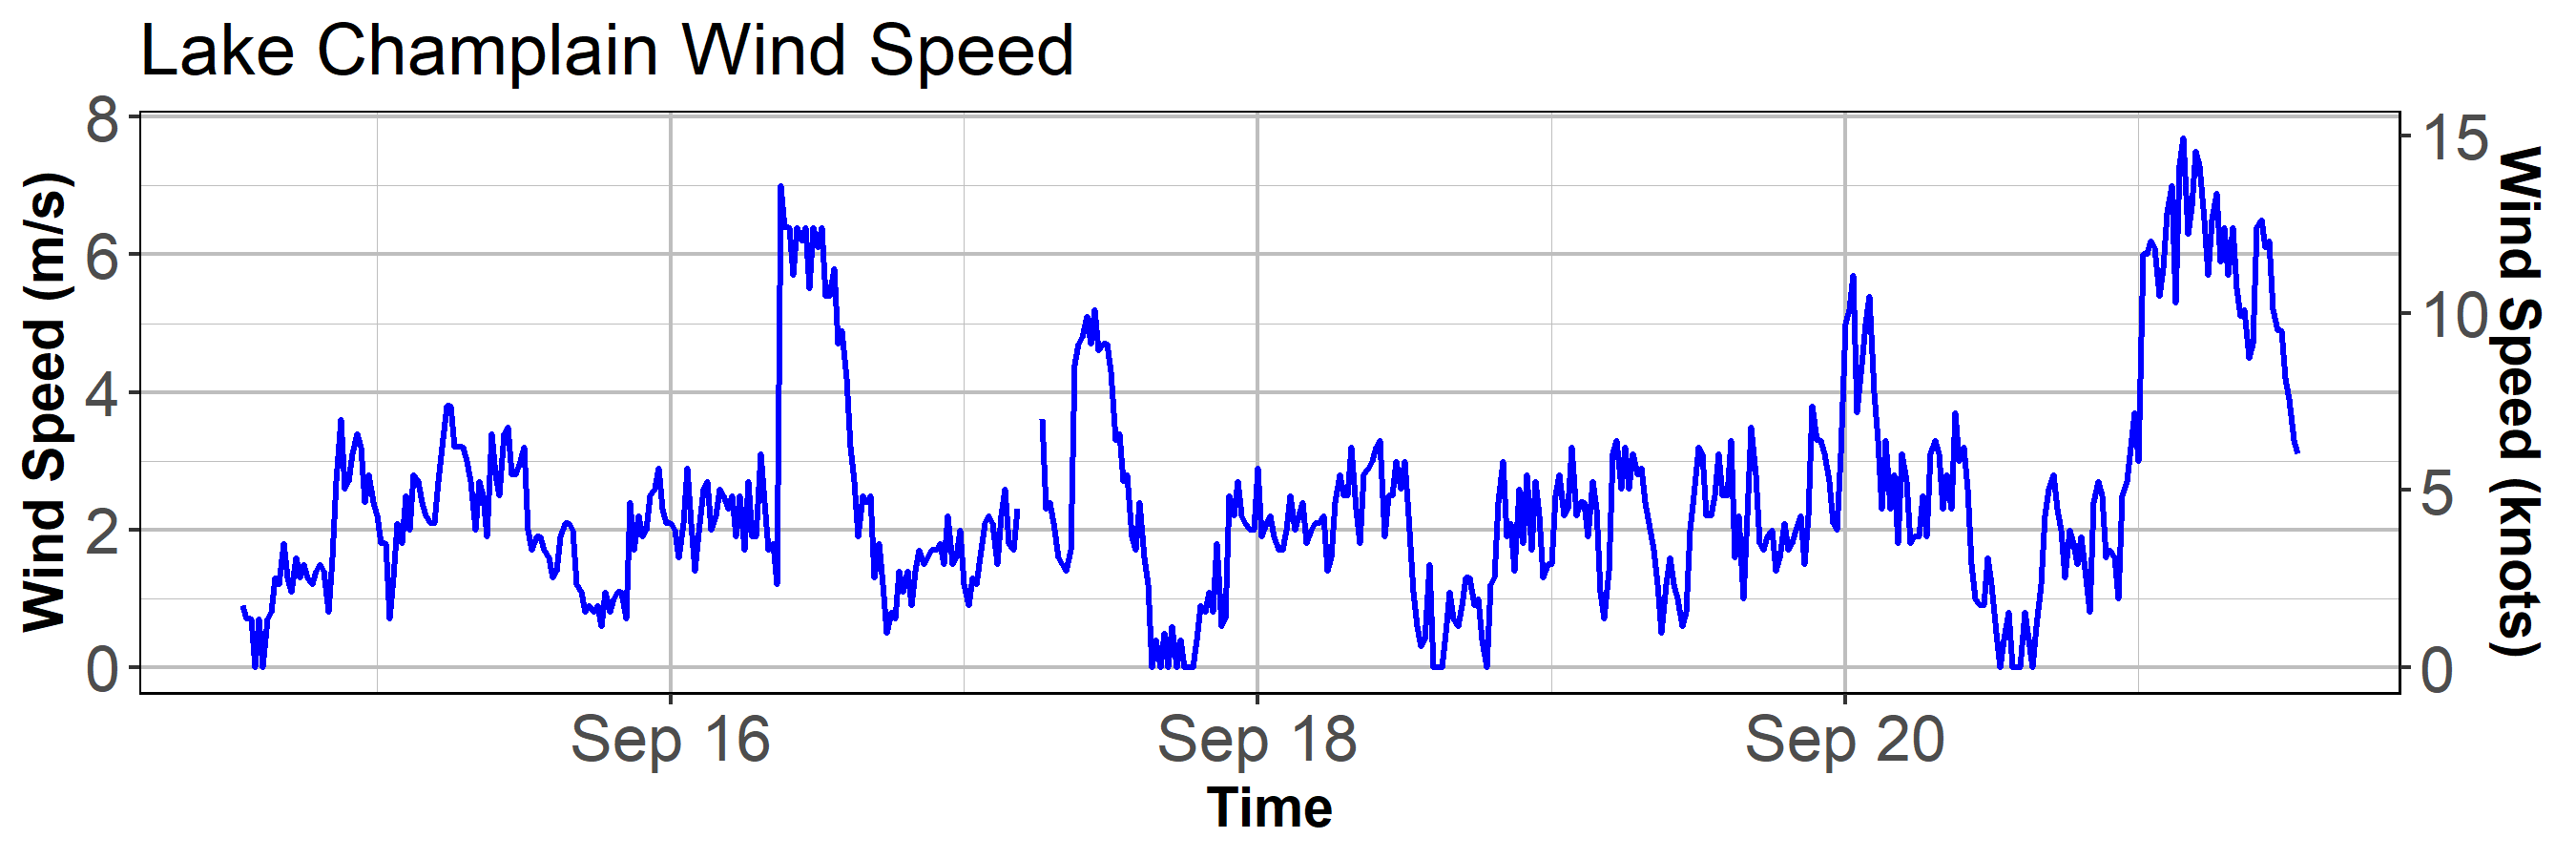 Lake Champlain Wind Speed
Wind Speed (m/s)
8
6
4
2
0
15
10
5
0
Wind Speed (knots)
Sep 16
Sep 18
Sep 20
Time